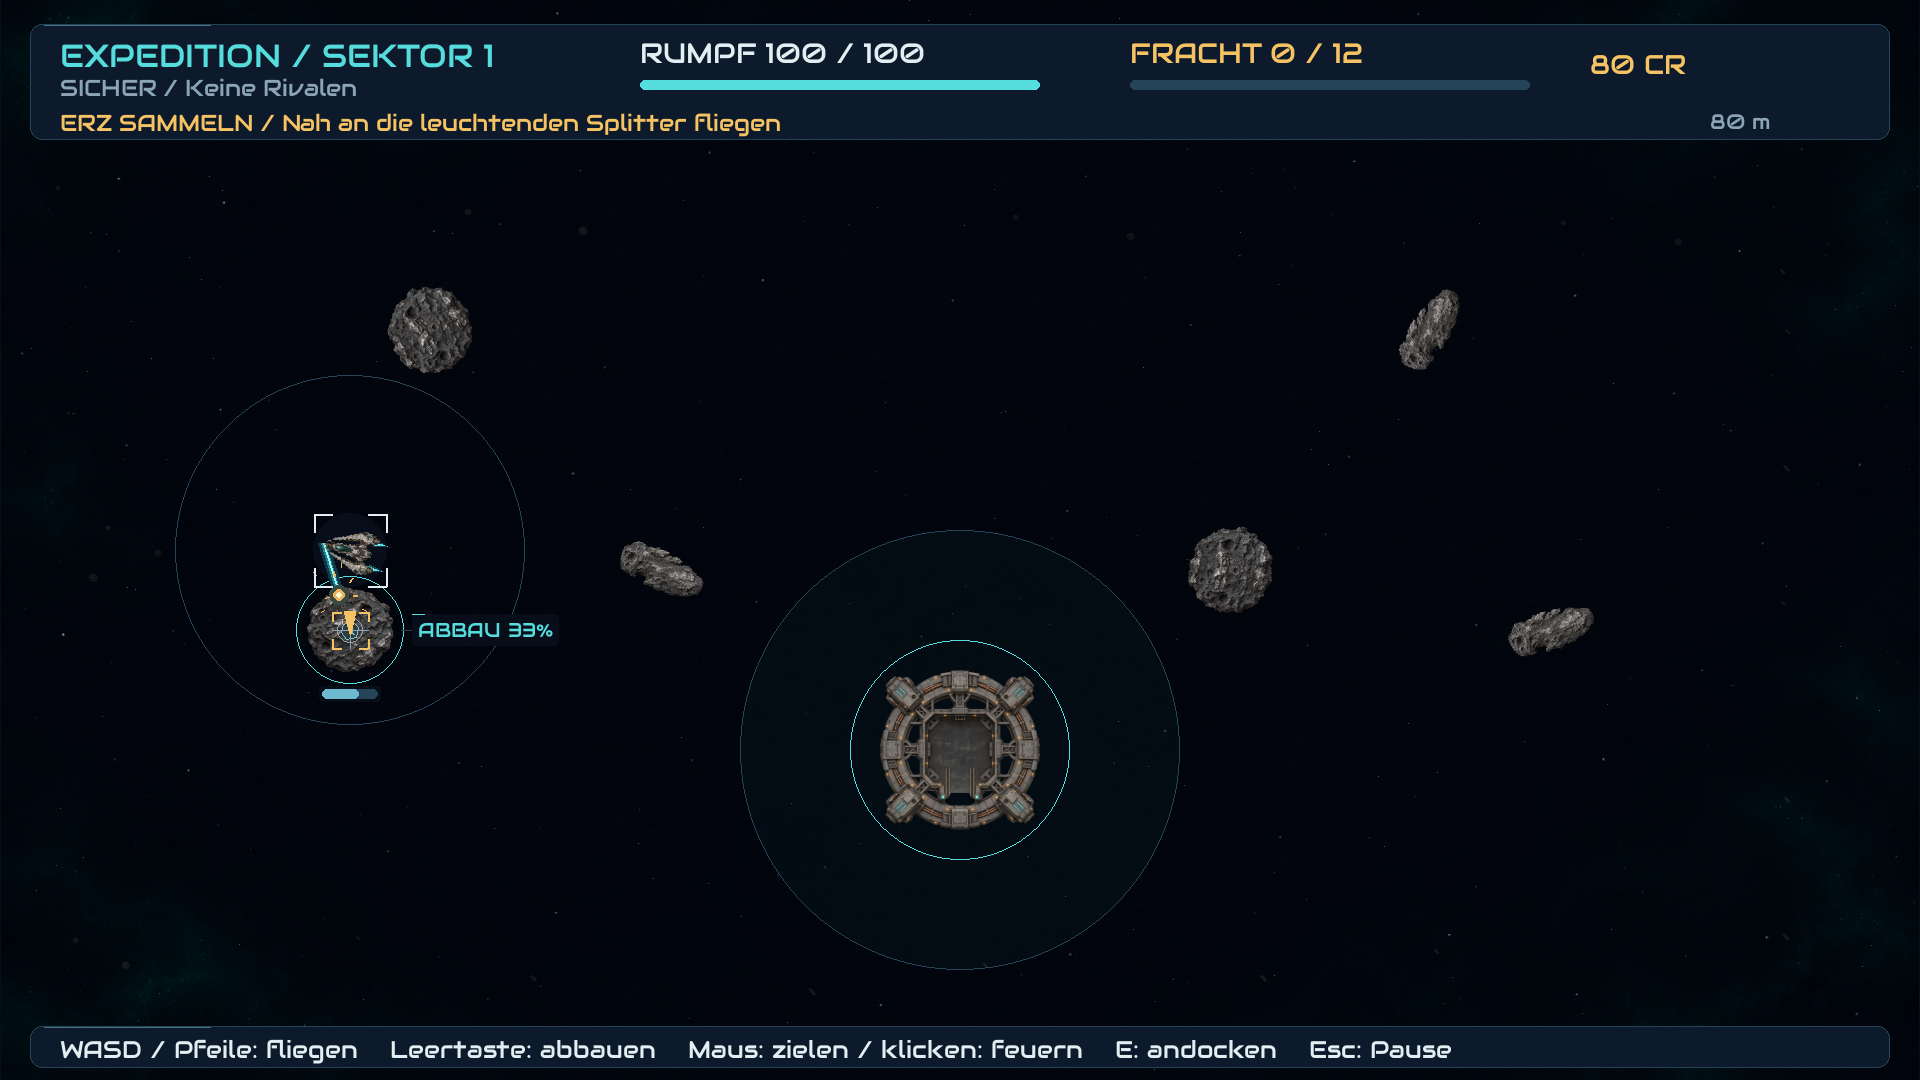 EXPEDITION / SEKTOR 1
SICHER / Keine Rivalen
ERZ SAMMELN / Nah an die leuchtenden Splitter fliegen
RUMPF 100 / 100
FRACHT 0 / 12
80 CR
80 m
ABBAU 33%
WASD / Pfeile: fliegen Leertaste: abbauen Maus: zielen / klicken: feuern E: andocken Esc: Pause